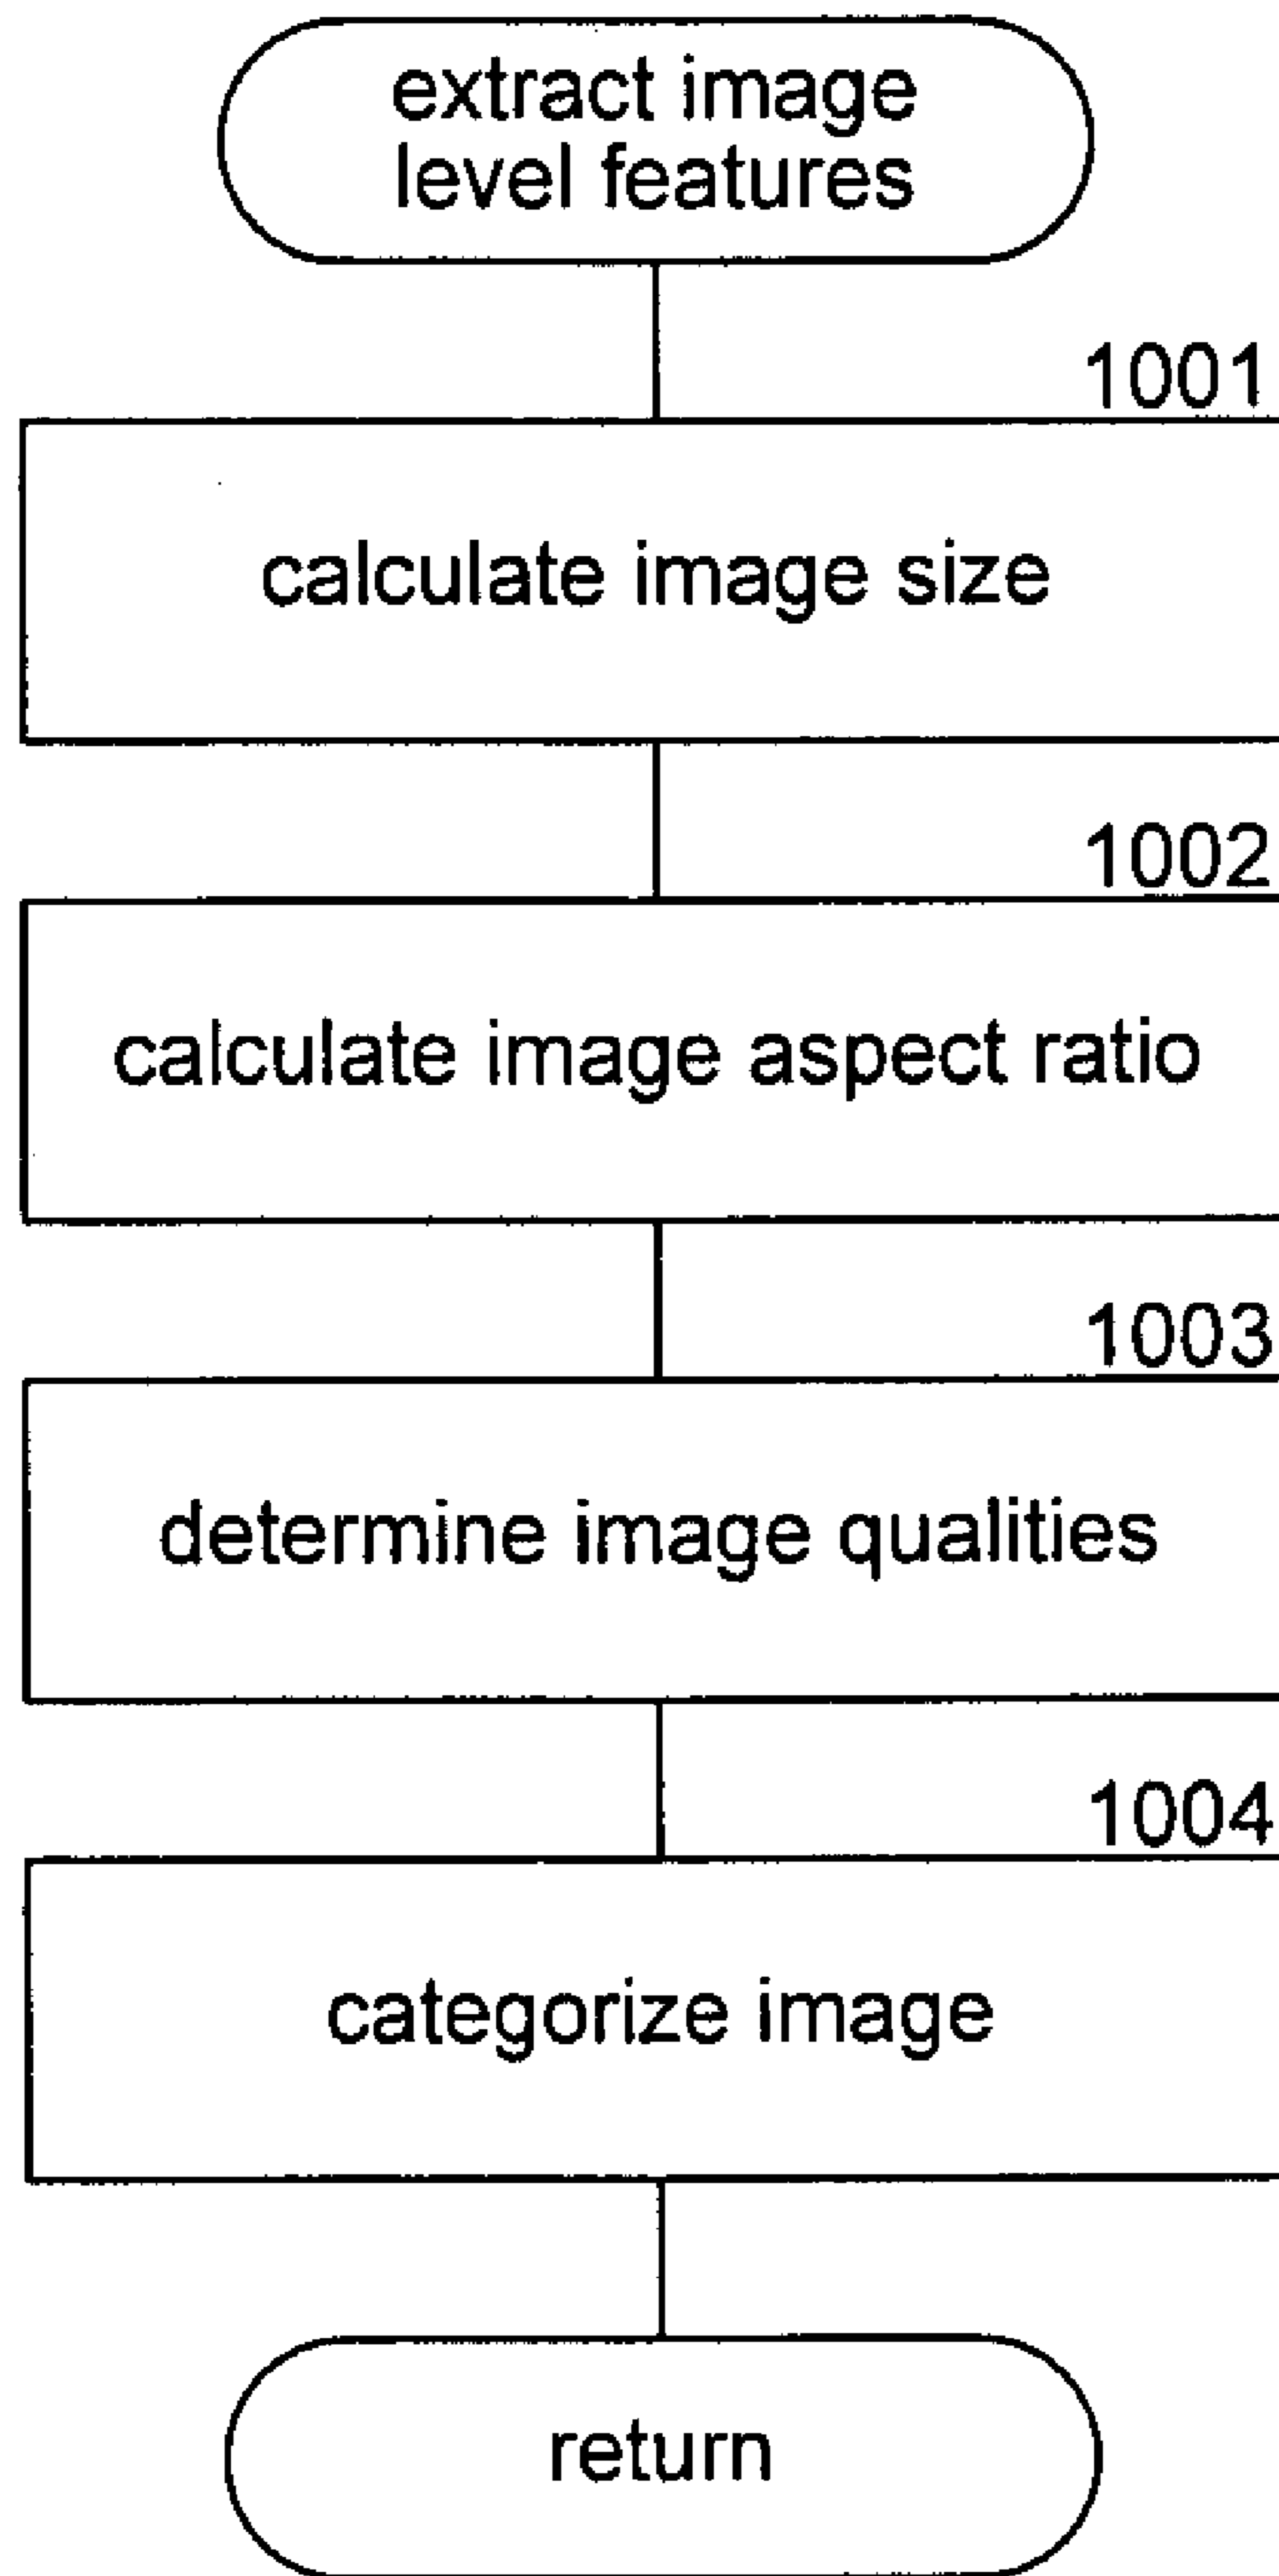 extract image
level features
1001
calculate image size
1002
calculate image aspect ratio
1003
determine image qualities
1004
categorize image
return